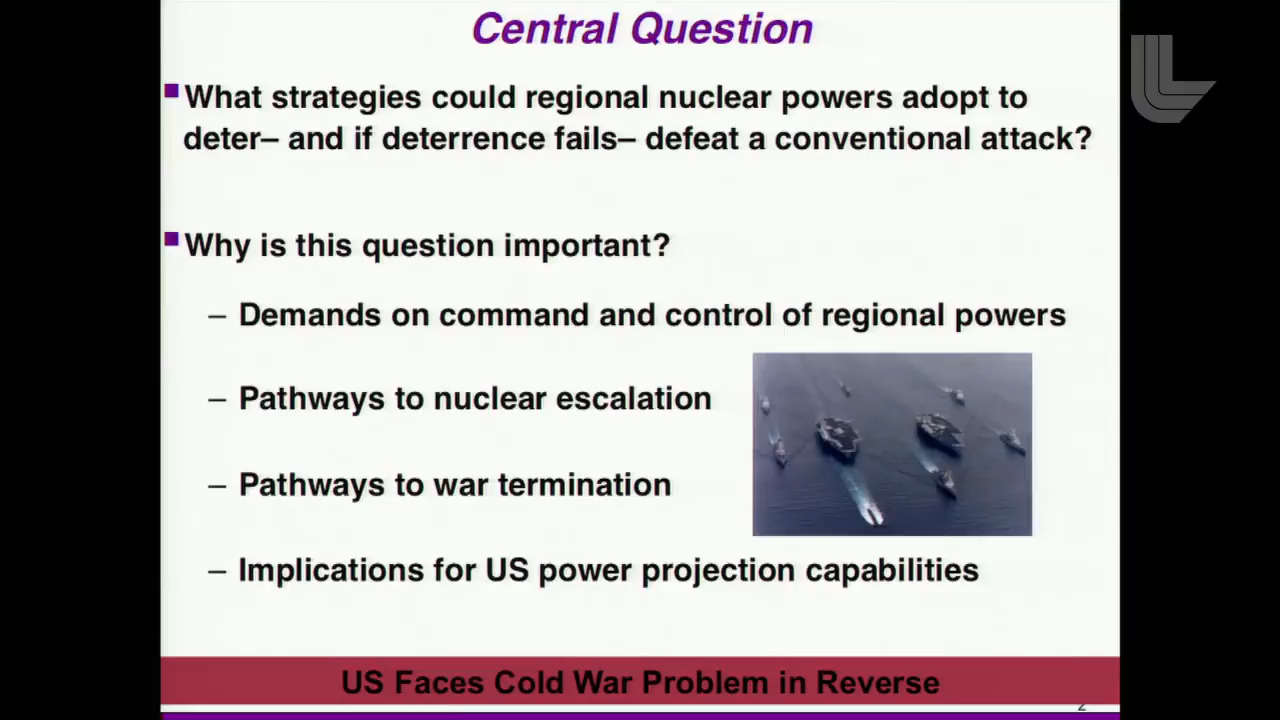 Central Question
What strategies could regional nuclear powers adopt to
deter– and if deterrence fails– defeat a conventional attack?
Why is this question important?
– Demands on command and control of regional powers
– Pathways to nuclear escalation
– Pathways to war termination
– Implications for US power projection capabilities
US Faces Cold War Problem in Reverse
2